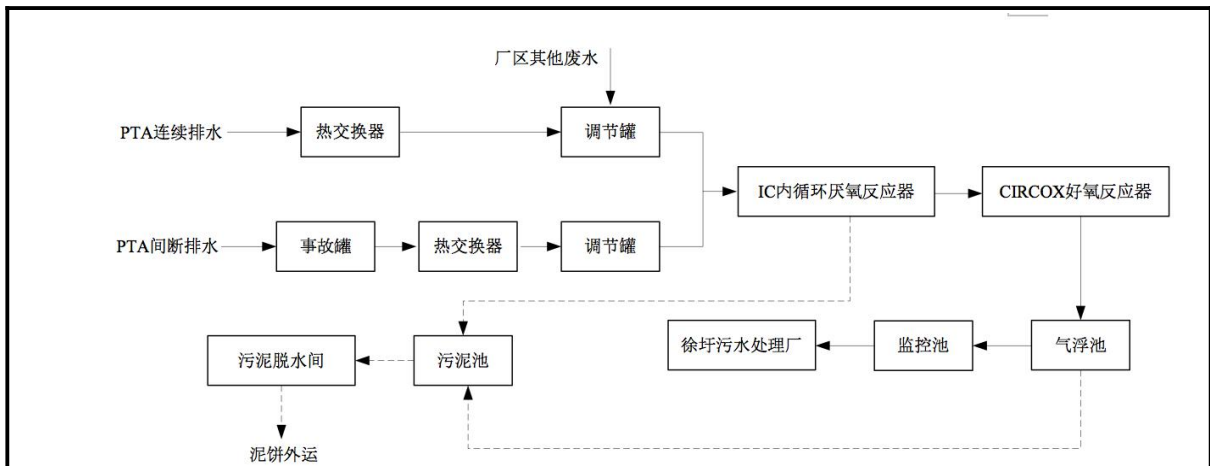 厂区其他废水
PTA连续排水
热交换器
调节罐
IC内循环厌氧反应器
CIRCOX好氧反应器
PTA间断排水
事故罐
热交换器
调节罐
污泥脱水间
污泥池
徐圩污水处理厂
监控池
气浮池
泥饼外运